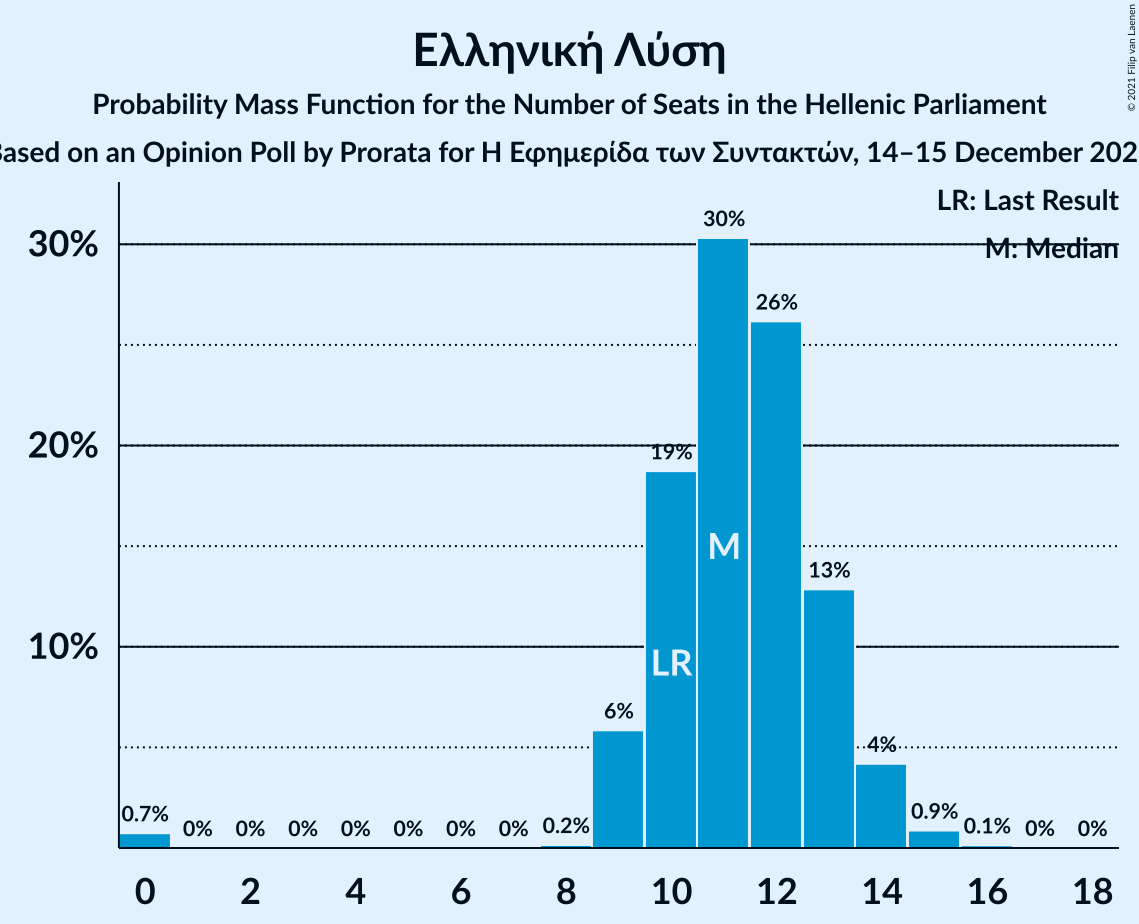 © 2021 Filip van Laenen
Ελληνική Λύση
Probability Mass Function for the Number of Seats in the Hellenic Parliament
Based on an Opinion Poll by Prorata for Η Εφημερίδα των Συντακτών, 14–15 December 202
LR: Last Result
M: Median
30%
20%
10%
0.7%
0%
0%
0%
0%
0%
0%
0%
0.2%
6%
19%
30%
26%
13%
4%
0.9%
0.1%
0%
0%
LR
M
0 2 4 6 8 10 12 14 16 18